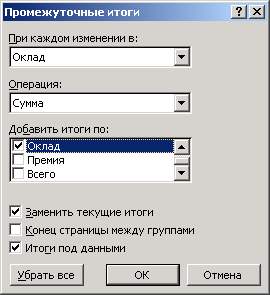 Промежуточные итоги
При каждом изменении в:
Оклад
Операция:
Сумма
Добавить итоги по:
Оклад
Премия
Всего
Заменить текущие итоги
Конец страницы между группами
Итоги под данными
Убрать все
ОК
Отмена